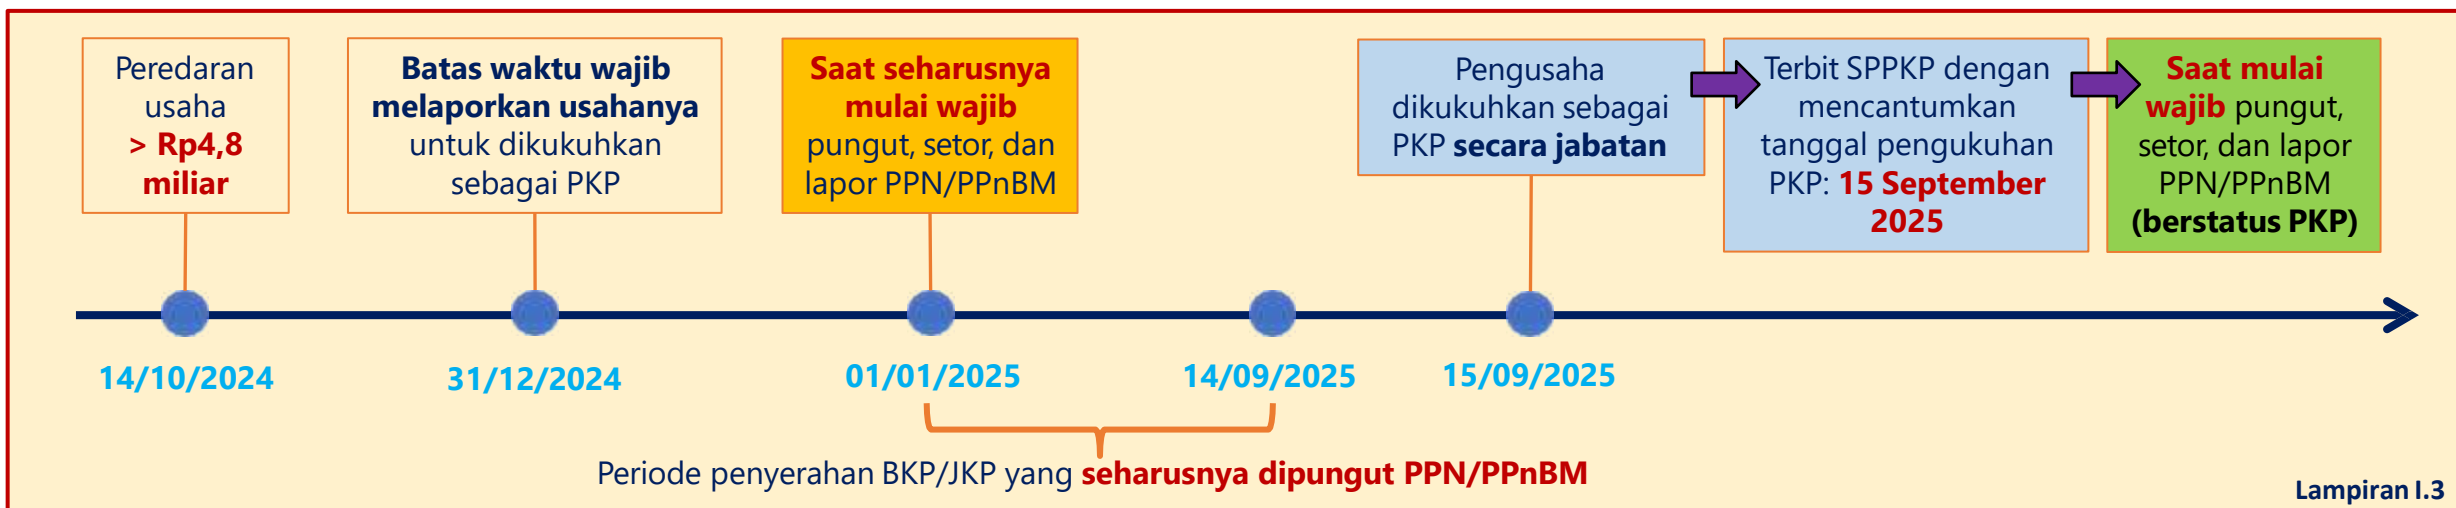 Peredaran
usaha
> Rp4,8
miliar
Batas waktu wajib
melaporkan usahanya
untuk dikukuhkan
sebagai PKP
Saat seharusnya
mulai wajib
pungut, setor, dan
lapor PPN/PPnBM
Pengusaha
dikukuhkan sebagai
PKP secara jabatan
Terbit SPPKP dengan
mencantumkan
tanggal pengukuhan
PKP: 15 September
2025
Saat mulai
wajib pungut,
setor, dan lapor
PPN/PPnBM
(berstatus PKP)
14/10/2024
31/12/2024
01/01/2025
14/09/2025
15/09/2025
Periode penyerahan BKP/JKP yang seharusnya dipungut PPN/PPnBM
Lampiran I.3